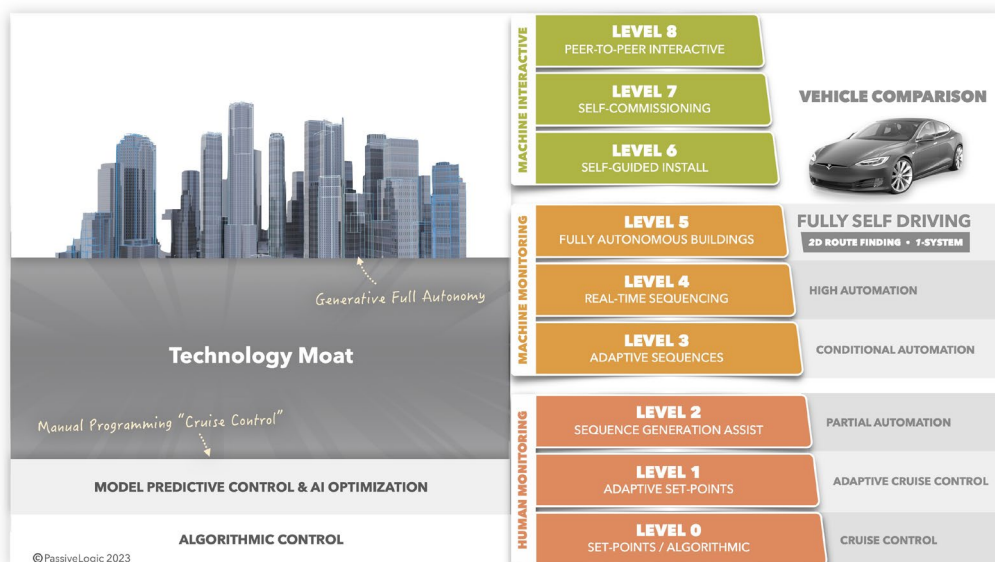 Generative Full Autonomy
Technology Moat
Manual Programming "Cruise Control"
MODEL PREDICTIVE CONTROL & AI OPTIMIZATION
ALGORITHMIC CONTROL
©PassiveLogic 2023
MACHINE INTERACTIVE
LEVEL 8
PEER-TO-PEER INTERACTIVE
LEVEL 7
SELF-COMMISSIONING
LEVEL 6
SELF-GUIDED INSTALL
MACHINE MONITORING
LEVEL 5
FULLY AUTONOMOUS BUILDINGS
LEVEL 4
REAL-TIME SEQUENCING
LEVEL 3
ADAPTIVE SEQUENCES
HUMAN MONITORING
LEVEL 2
SEQUENCE GENERATION ASSIST
LEVEL 1
ADAPTIVE SET-POINTS
LEVEL 0
SET-POINTS / ALGORITHMIC
VEHICLE COMPARISON
FULLY SELF DRIVING
2D ROUTE FINDING • 1-SYSTEM
HIGH AUTOMATION
CONDITIONAL AUTOMATION
PARTIAL AUTOMATION
ADAPTIVE CRUISE CONTROL
CRUISE CONTROL